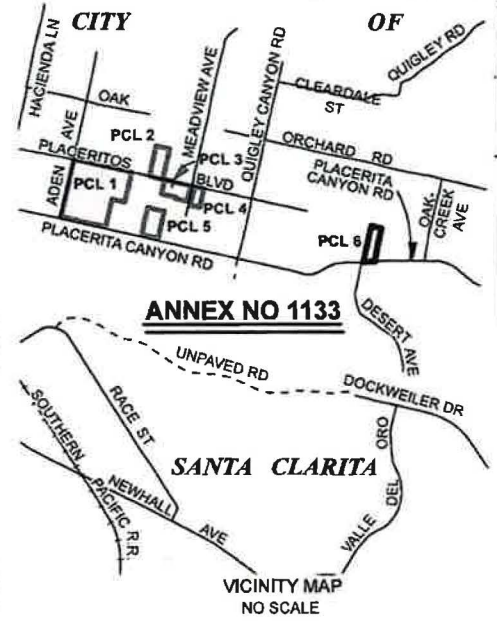 CITY
OF
HACIENDA LN
OAK
AVE
ADEN
MEADVIEW AVE
QUIGLEY CANYON RD
CLEARDALE
ST
QUIGLEY RD
ORCHARD RD
PLACERITOS
BLVD
PCL 2
PCL 3
PCL 1
PCL 4
PCL 5
PLACERITA
CANYON RD
OAK-
CREEK
AVE
PLACERITA CANYON RD
PCL 6
ANNEX NO 1133
DESERT AVE
UNPAVED RD
DOCKWEILER DR
RACE ST
SOUTHERN
PACIFIC R.R.
NEWHALL
AVE
SANTA CLARITA
VALLE DEL ORO
VICINITY MAP
NO SCALE